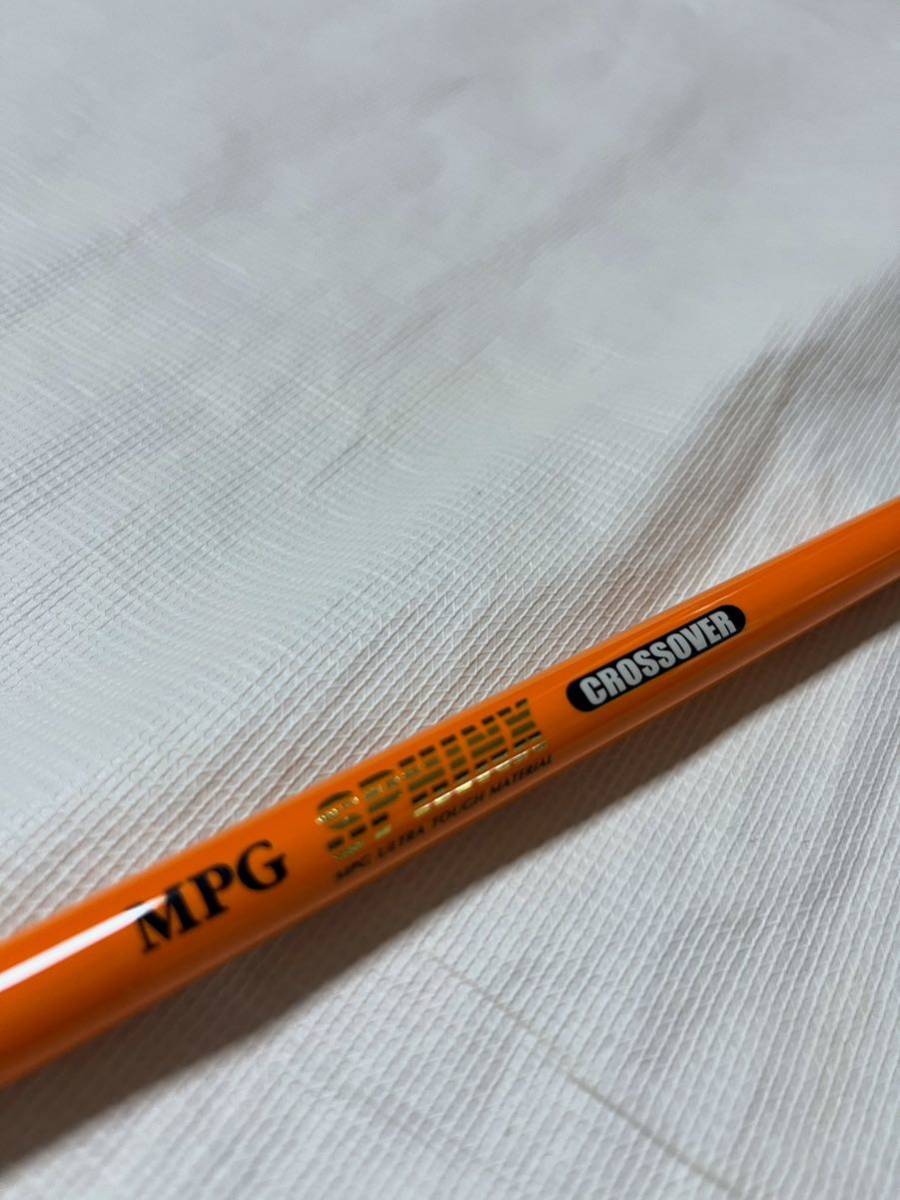 MPG
SPHINX
MPG ULTRA TOUGH MATERIAL
CROSSOVER